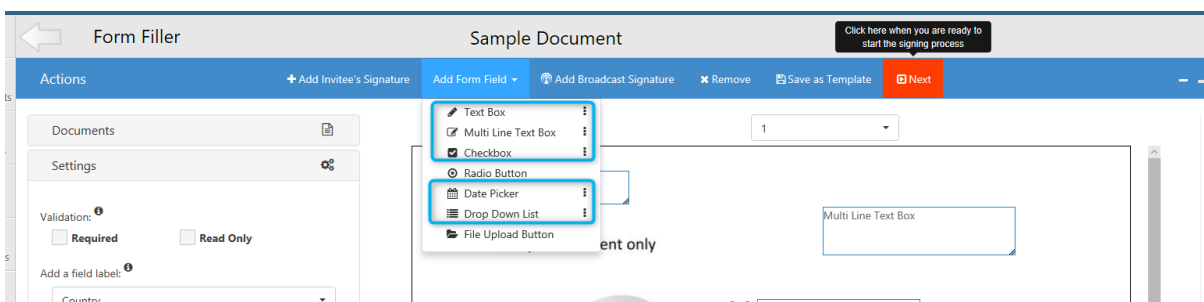 Form Filler
Sample Document
Click here when you are ready to
start the signing process
Actions
Add Invitee's Signature
Add Form Field
Add Broadcast Signature
Remove
Save as Template
Next
Documents
Settings
Validation:
Required
Read Only
Add a field label:
Country
Text Box
Multi Line Text Box
Checkbox
Radio Button
Date Picker
Drop Down List
File Upload Button
1
Multi Line Text Box
ent only